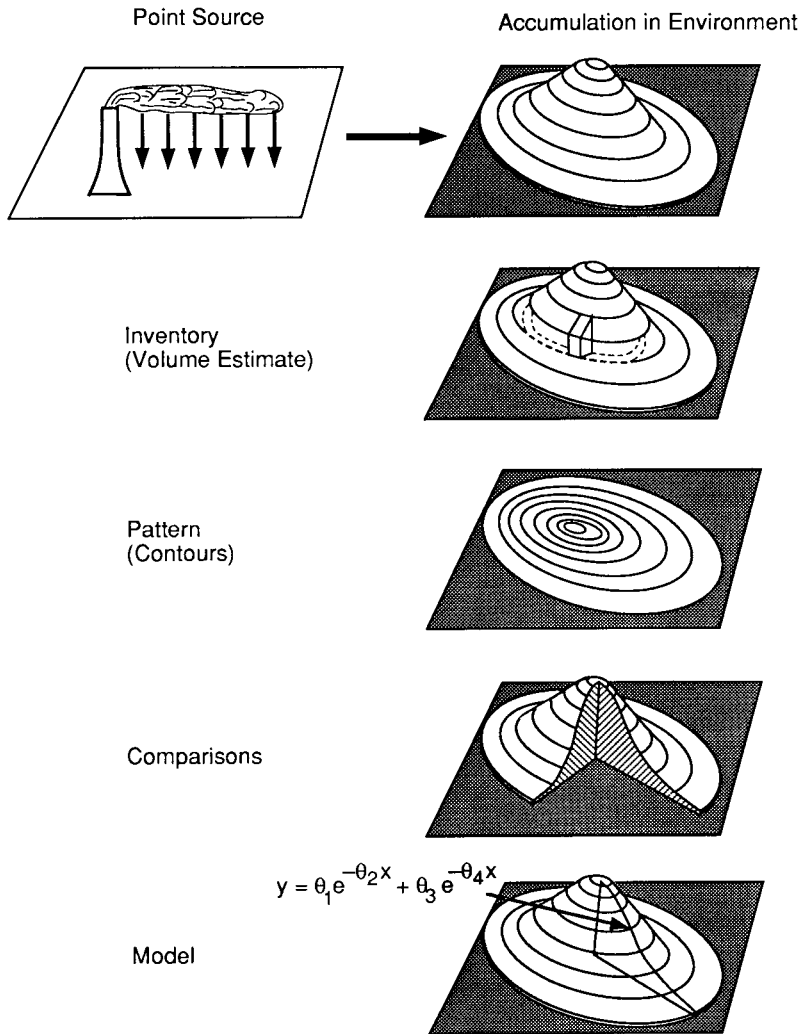 Point Source
Accumulation in Environment
Inventory
(Volume Estimate)
Pattern
(Contours)
Comparisons
y = θ₁e^{-θ₂x} + θ₃e^{-θ₄x}
Model